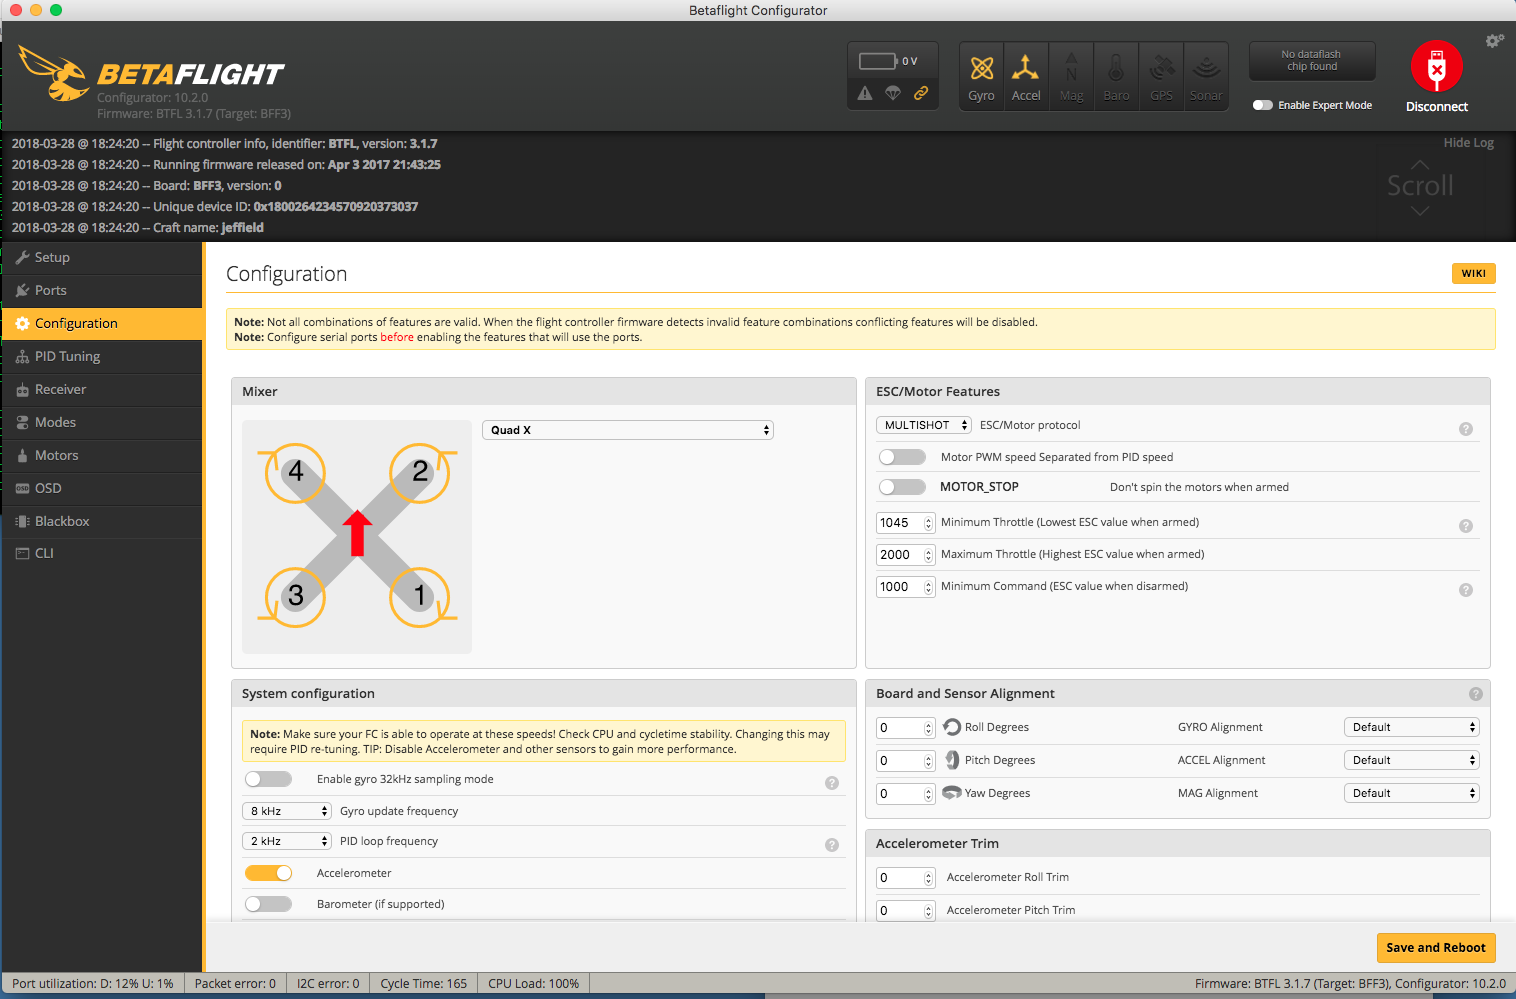 Betaflight Configurator
BETAFLIGHT
Configurator: 10.2.0
Firmware: BTFL 3.1.7 (Target: BFF3)
0 V
Gyro
Accel
Mag
Baro
GPS
Sonar
No dataflash
chip found
Enable Expert Mode
Disconnect
2018-03-28 @ 18:24:20 -- Flight controller info, identifier: BTFL, version: 3.1.7
2018-03-28 @ 18:24:20 -- Running firmware released on: Apr 3 2017 21:43:25
2018-03-28 @ 18:24:20 -- Board: BFF3, version: 0
2018-03-28 @ 18:24:20 -- Unique device ID: 0x1800264234570920373037
2018-03-28 @ 18:24:20 -- Craft name: jeffield
Hide Log
Scroll
Setup
Ports
Configuration
PID Tuning
Receiver
Modes
Motors
OSD
Blackbox
CLI
Configuration
WIKI
Note: Not all combinations of features are valid. When the flight controller firmware detects invalid feature combinations conflicting features will be disabled.
Note: Configure serial ports before enabling the features that will use the ports.
Mixer
4
2
3
1
Quad X
ESC/Motor Features
MULTISHOT ESC/Motor protocol
Motor PWM speed Separated from PID speed
MOTOR_STOP Don't spin the motors when armed
1045 Minimum Throttle (Lowest ESC value when armed)
2000 Maximum Throttle (Highest ESC value when armed)
1000 Minimum Command (ESC value when disarmed)
System configuration
Note: Make sure your FC is able to operate at these speeds! Check CPU and cycletime stability. Changing this may
require PID re-tuning. TIP: Disable Accelerometer and other sensors to gain more performance.
Enable gyro 32kHz sampling mode
8 kHz Gyro update frequency
2 kHz PID loop frequency
Accelerometer
Barometer (if supported)
Board and Sensor Alignment
0 Roll Degrees GYRO Alignment Default
0 Pitch Degrees ACCEL Alignment Default
0 Yaw Degrees MAG Alignment Default
Accelerometer Trim
0 Accelerometer Roll Trim
0 Accelerometer Pitch Trim
Save and Reboot
Port utilization: D: 12% U: 1%
Packet error: 0
I2C error: 0
Cycle Time: 165
CPU Load: 100%
Firmware: BTFL 3.1.7 (Target: BFF3), Configurator: 10.2.0